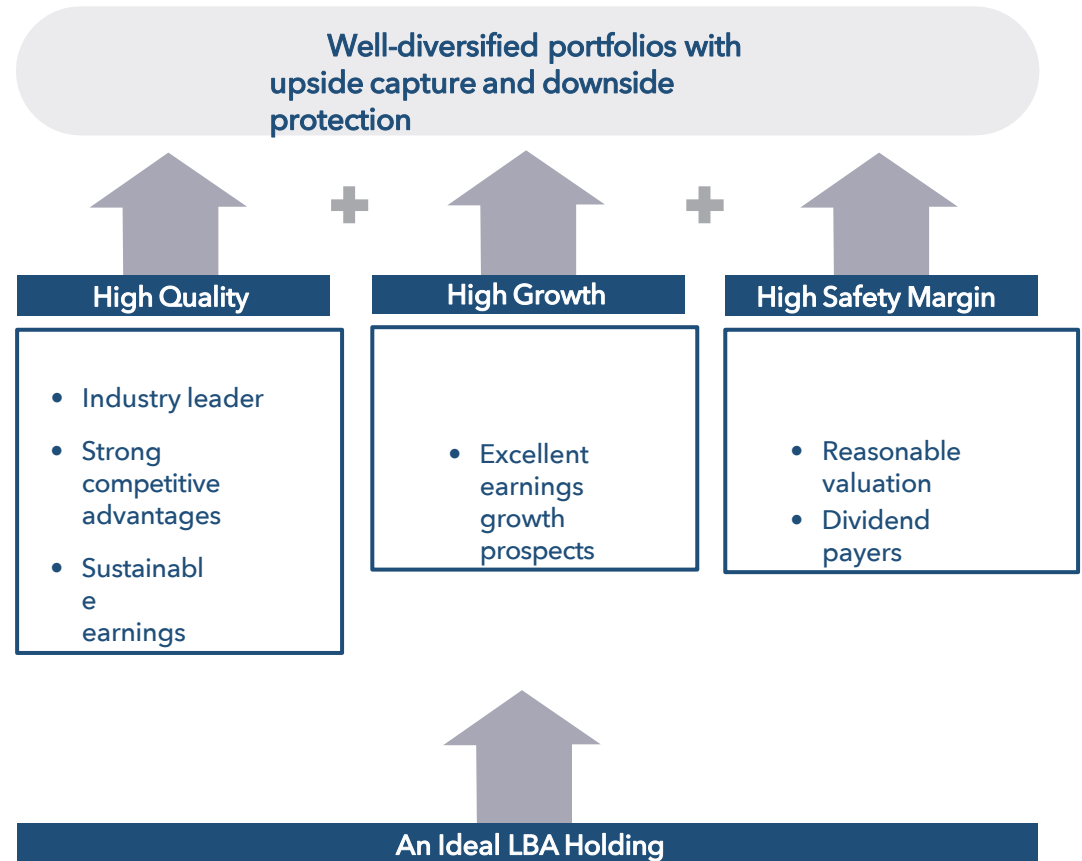 Well-diversified portfolios with
upside capture and downside
protection
High Quality
High Growth
High Safety Margin
• Industry leader
• Strong
competitive
advantages
• Sustainabl
e
earnings
• Excellent
earnings
growth
prospects
• Reasonable
valuation
• Dividend
payers
An Ideal LBA Holding